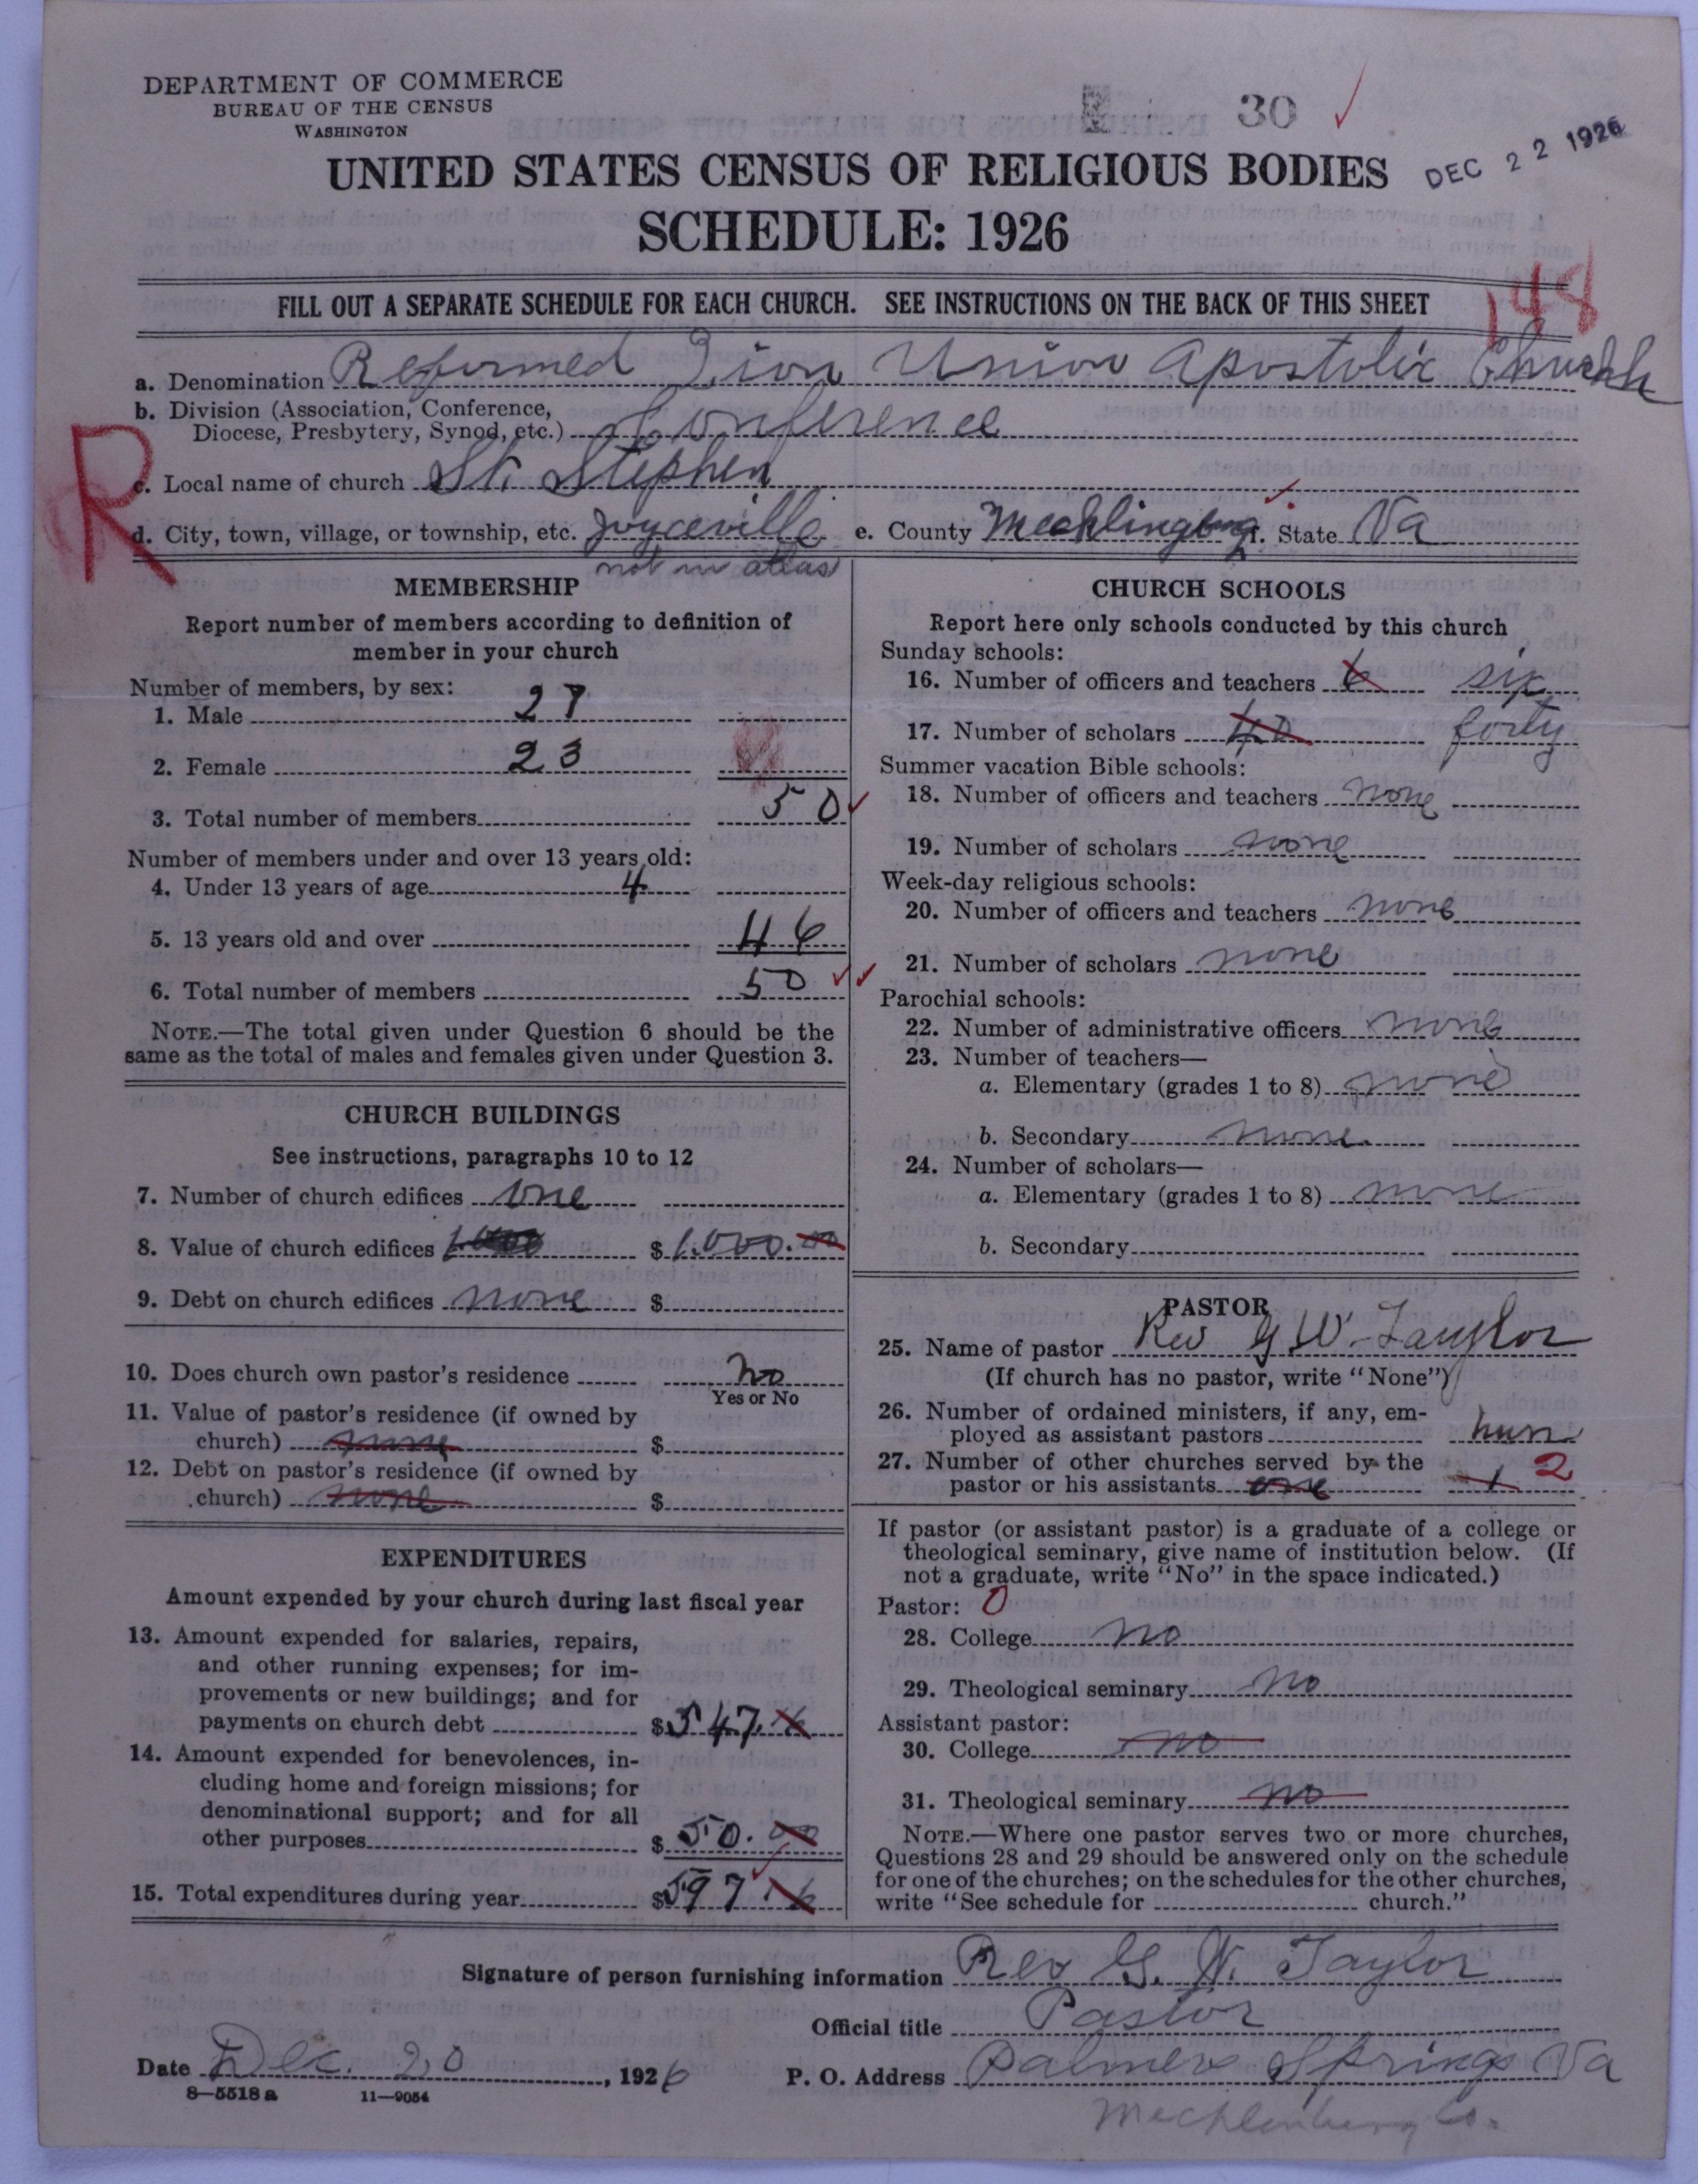 DEPARTMENT OF COMMERCE
BUREAU OF THE CENSUS
WASHINGTON
30
DEC 22 1926
UNITED STATES CENSUS OF RELIGIOUS BODIES
SCHEDULE: 1926
148
FILL OUT A SEPARATE SCHEDULE FOR EACH CHURCH. SEE INSTRUCTIONS ON THE BACK OF THIS SHEET
a. Denomination Reformed Zion Union Apostolic Church
b. Division (Association, Conference,
Diocese, Presbytery, Synod, etc.) Conference
R
c. Local name of church St. Stephen
d. City, town, village, or township, etc. Joyceville e. County Mecklingburg f. State Va
not in atlas
MEMBERSHIP
Report number of members according to definition of
member in your church
Number of members, by sex:
1. Male 27
2. Female 23
3. Total number of members 50
Number of members under and over 13 years old:
4. Under 13 years of age 4
5. 13 years old and over 46
6. Total number of members 50
NOTE.—The total given under Question 6 should be the
same as the total of males and females given under Question 3.
CHURCH BUILDINGS
See instructions, paragraphs 10 to 12
7. Number of church edifices one
8. Value of church edifices $1.000.00
9. Debt on church edifices none $
10. Does church own pastor's residence no
Yes or No
11. Value of pastor's residence (if owned by
church) none $
12. Debt on pastor's residence (if owned by
church) none $
EXPENDITURES
Amount expended by your church during last fiscal year
13. Amount expended for salaries, repairs,
and other running expenses; for im-
provements or new buildings; and for
payments on church debt $547.
14. Amount expended for benevolences, in-
cluding home and foreign missions; for
denominational support; and for all
other purposes $50.00
15. Total expenditures during year $597.
CHURCH SCHOOLS
Report here only schools conducted by this church
Sunday schools:
16. Number of officers and teachers 6 six
17. Number of scholars 40 forty
Summer vacation Bible schools:
18. Number of officers and teachers none
19. Number of scholars none
Week-day religious schools:
20. Number of officers and teachers none
21. Number of scholars none
Parochial schools:
22. Number of administrative officers none
23. Number of teachers—
a. Elementary (grades 1 to 8) none
b. Secondary none
24. Number of scholars—
a. Elementary (grades 1 to 8) none
b. Secondary
PASTOR
25. Name of pastor Rev G W. Taylor
(If church has no pastor, write "None")
26. Number of ordained ministers, if any, em-
ployed as assistant pastors nun
27. Number of other churches served by the
pastor or his assistants one 1 2
If pastor (or assistant pastor) is a graduate of a college or
theological seminary, give name of institution below. (If
not a graduate, write "No" in the space indicated.)
Pastor: 0
28. College no
29. Theological seminary no
Assistant pastor:
30. College no
31. Theological seminary no
NOTE.—Where one pastor serves two or more churches,
Questions 28 and 29 should be answered only on the schedule
for one of the churches; on the schedules for the other churches,
write "See schedule for church."
Signature of person furnishing information Rev G. W. Taylor
Official title Pastor
Date Dec. 20, 1926 P. O. Address Palmer Springs Va
8—5518a 11—9054
Mecklenburg Co.